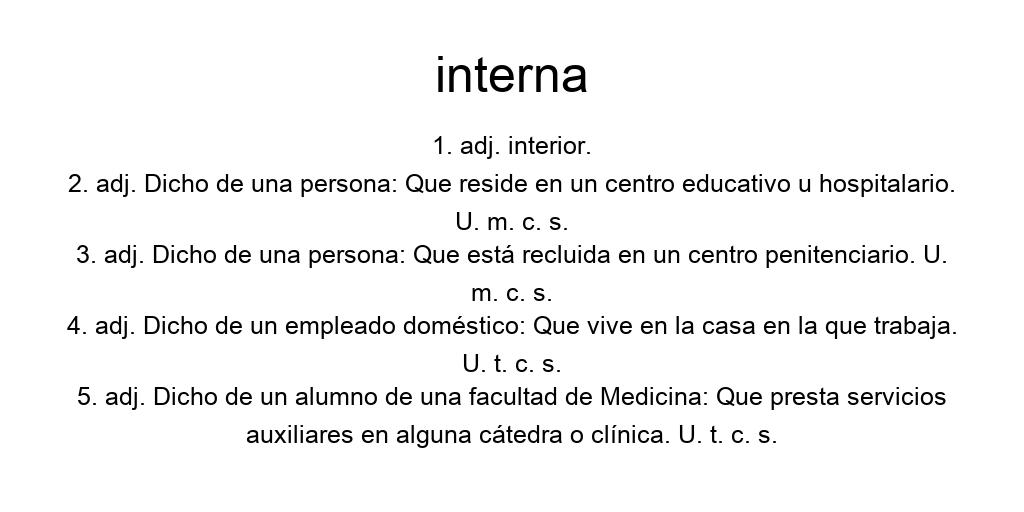 interna
1. adj. interior.
2. adj. Dicho de una persona: Que reside en un centro educativo u hospitalario.
U. m. c. s.
3. adj. Dicho de una persona: Que está recluida en un centro penitenciario. U.
m. c. s.
4. adj. Dicho de un empleado doméstico: Que vive en la casa en la que trabaja.
U. t. c. s.
5. adj. Dicho de un alumno de una facultad de Medicina: Que presta servicios
auxiliares en alguna cátedra o clínica. U. t. c. s.